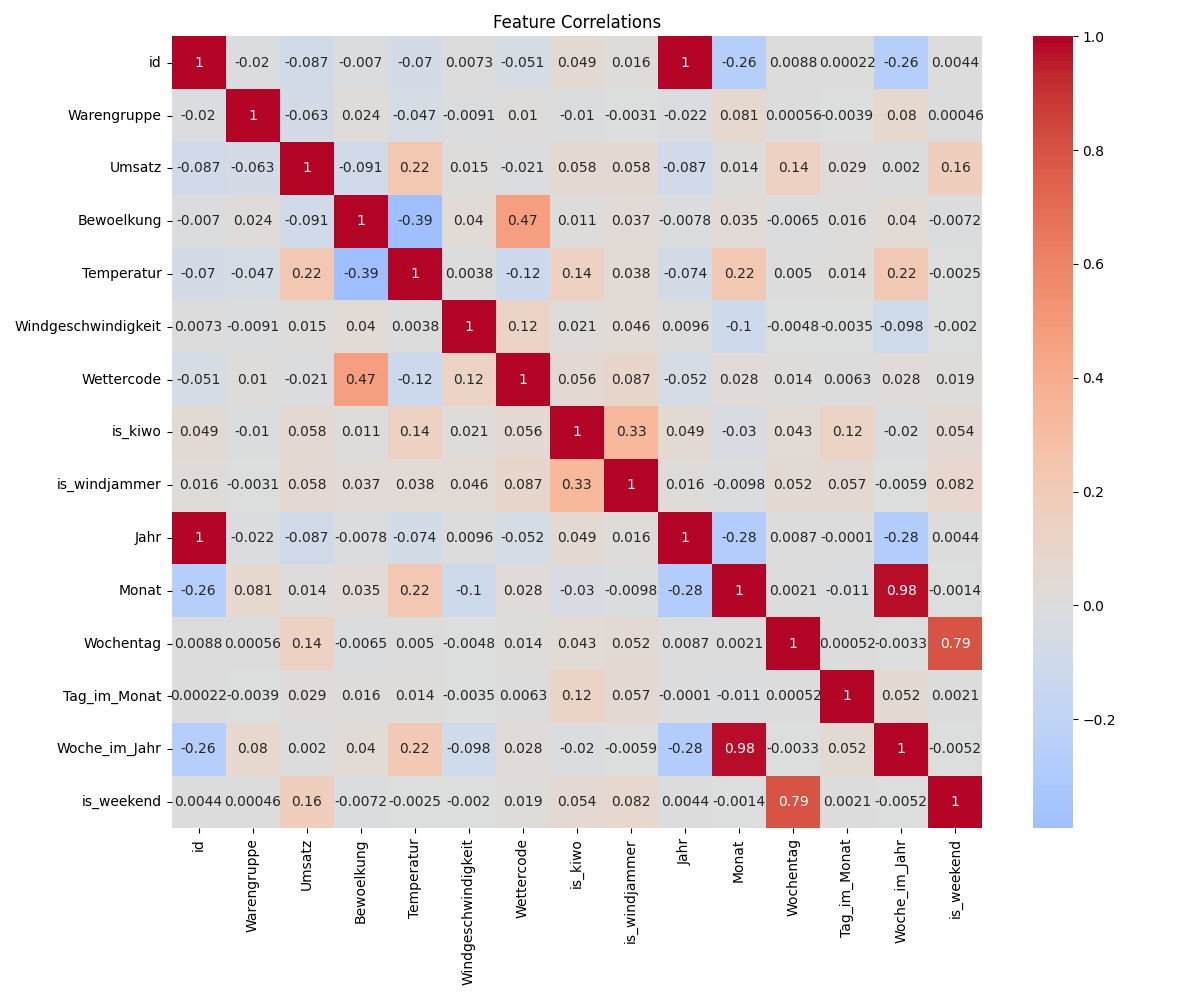 Feature Correlations
id 1 -0.02 -0.087 -0.007 -0.07 0.0073 -0.051 0.049 0.016 1 -0.26 0.0088 0.00022 -0.26 0.0044
Warengruppe -0.02 1 -0.063 0.024 -0.047 -0.0091 0.01 -0.01 -0.0031 -0.022 0.081 0.00056 -0.0039 0.08 0.00046
Umsatz -0.087 -0.063 1 -0.091 0.22 0.015 -0.021 0.058 0.058 -0.087 0.014 0.14 0.029 0.002 0.16
Bewoelkung -0.007 0.024 -0.091 1 -0.39 0.04 0.47 0.011 0.037 -0.0078 0.035 -0.0065 0.016 0.04 -0.0072
Temperatur -0.07 -0.047 0.22 -0.39 1 0.0038 -0.12 0.14 0.038 -0.074 0.22 0.005 0.014 0.22 -0.0025
Windgeschwindigkeit 0.0073 -0.0091 0.015 0.04 0.0038 1 0.12 0.021 0.046 0.0096 -0.1 -0.0048 -0.0035 -0.098 -0.002
Wettercode -0.051 0.01 -0.021 0.47 -0.12 0.12 1 0.056 0.087 -0.052 0.028 0.014 0.0063 0.028 0.019
is_kiwo 0.049 -0.01 0.058 0.011 0.14 0.021 0.056 1 0.33 0.049 -0.03 0.043 0.12 -0.02 0.054
is_windjammer 0.016 -0.0031 0.058 0.037 0.038 0.046 0.087 0.33 1 0.016 -0.0098 0.052 0.057 -0.0059 0.082
Jahr 1 -0.022 -0.087 -0.0078 -0.074 0.0096 -0.052 0.049 0.016 1 -0.28 0.0087 -0.0001 -0.28 0.0044
Monat -0.26 0.081 0.014 0.035 0.22 -0.1 0.028 -0.03 -0.0098 -0.28 1 0.0021 -0.011 0.98 -0.0014
Wochentag 0.0088 0.00056 0.14 -0.0065 0.005 -0.0048 0.014 0.043 0.052 0.0087 0.0021 1 0.00052 -0.0033 0.79
Tag_im_Monat 0.00022 -0.0039 0.029 0.016 0.014 -0.0035 0.0063 0.12 0.057 -0.0001 -0.011 0.00052 1 0.052 0.0021
Woche_im_Jahr -0.26 0.08 0.002 0.04 0.22 -0.098 0.028 -0.02 -0.0059 -0.28 0.98 -0.0033 0.052 1 -0.0052
is_weekend 0.0044 0.00046 0.16 -0.0072 -0.0025 -0.002 0.019 0.054 0.082 0.0044 -0.0014 0.79 0.0021 -0.0052 1
id
Warengruppe
Umsatz
Bewoelkung
Temperatur
Windgeschwindigkeit
Wettercode
is_kiwo
is_windjammer
Jahr
Monat
Wochentag
Tag_im_Monat
Woche_im_Jahr
is_weekend
1.0
0.8
0.6
0.4
0.2
0.0
−0.2